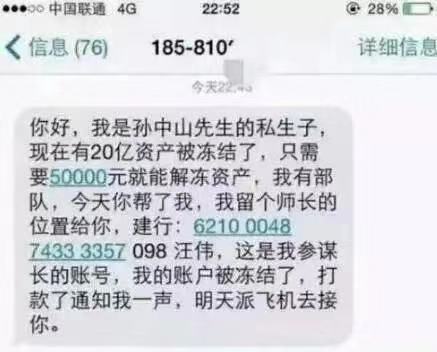 中国联通 4G 22:52 28%
信息 (76) 185-810 详细信息
今天 22:43
你好，我是孙中山先生的私生子，
现在有20亿资产被冻结了，只需
要50000元就能解冻资产，我有部
队，今天你帮了我，我留个师长的
位置给你，建行：6210 0048
7433 3357 098 汪伟，这是我参谋
长的账号，我的账户被冻结了，打
款了通知我一声，明天派飞机去接
你。